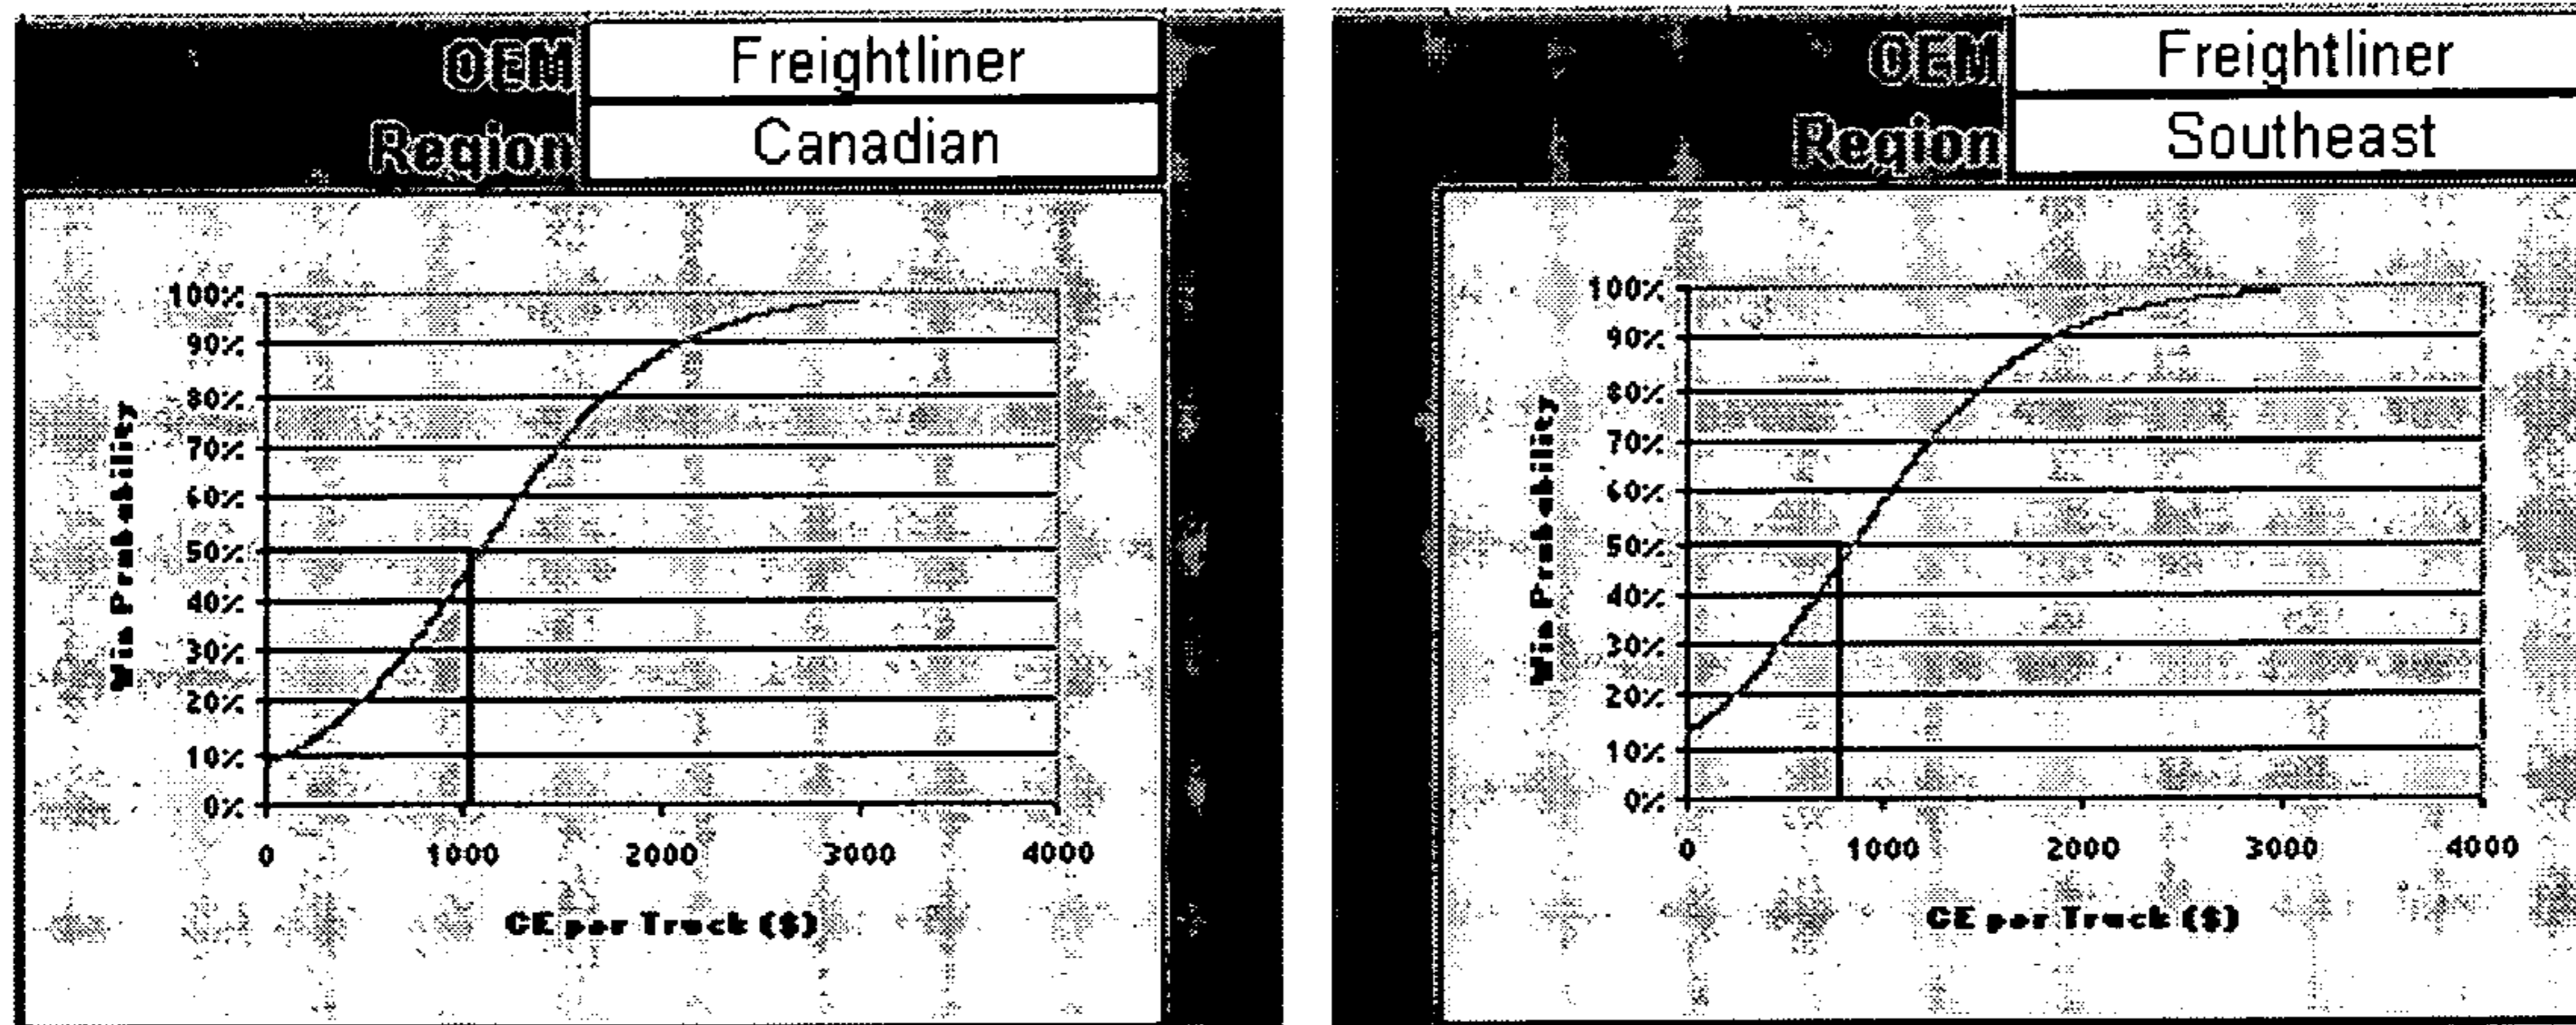 OEM Freightliner
Region Canadian
100%
90%
80%
70%
60%
50%
40%
30%
20%
10%
0%
Win Probability
0 1000 2000 3000 4000
CE per Truck ($)
OEM Freightliner
Region Southeast
100%
90%
80%
70%
60%
50%
40%
30%
20%
10%
0%
Win Probability
0 1000 2000 3000 4000
CE per Truck ($)